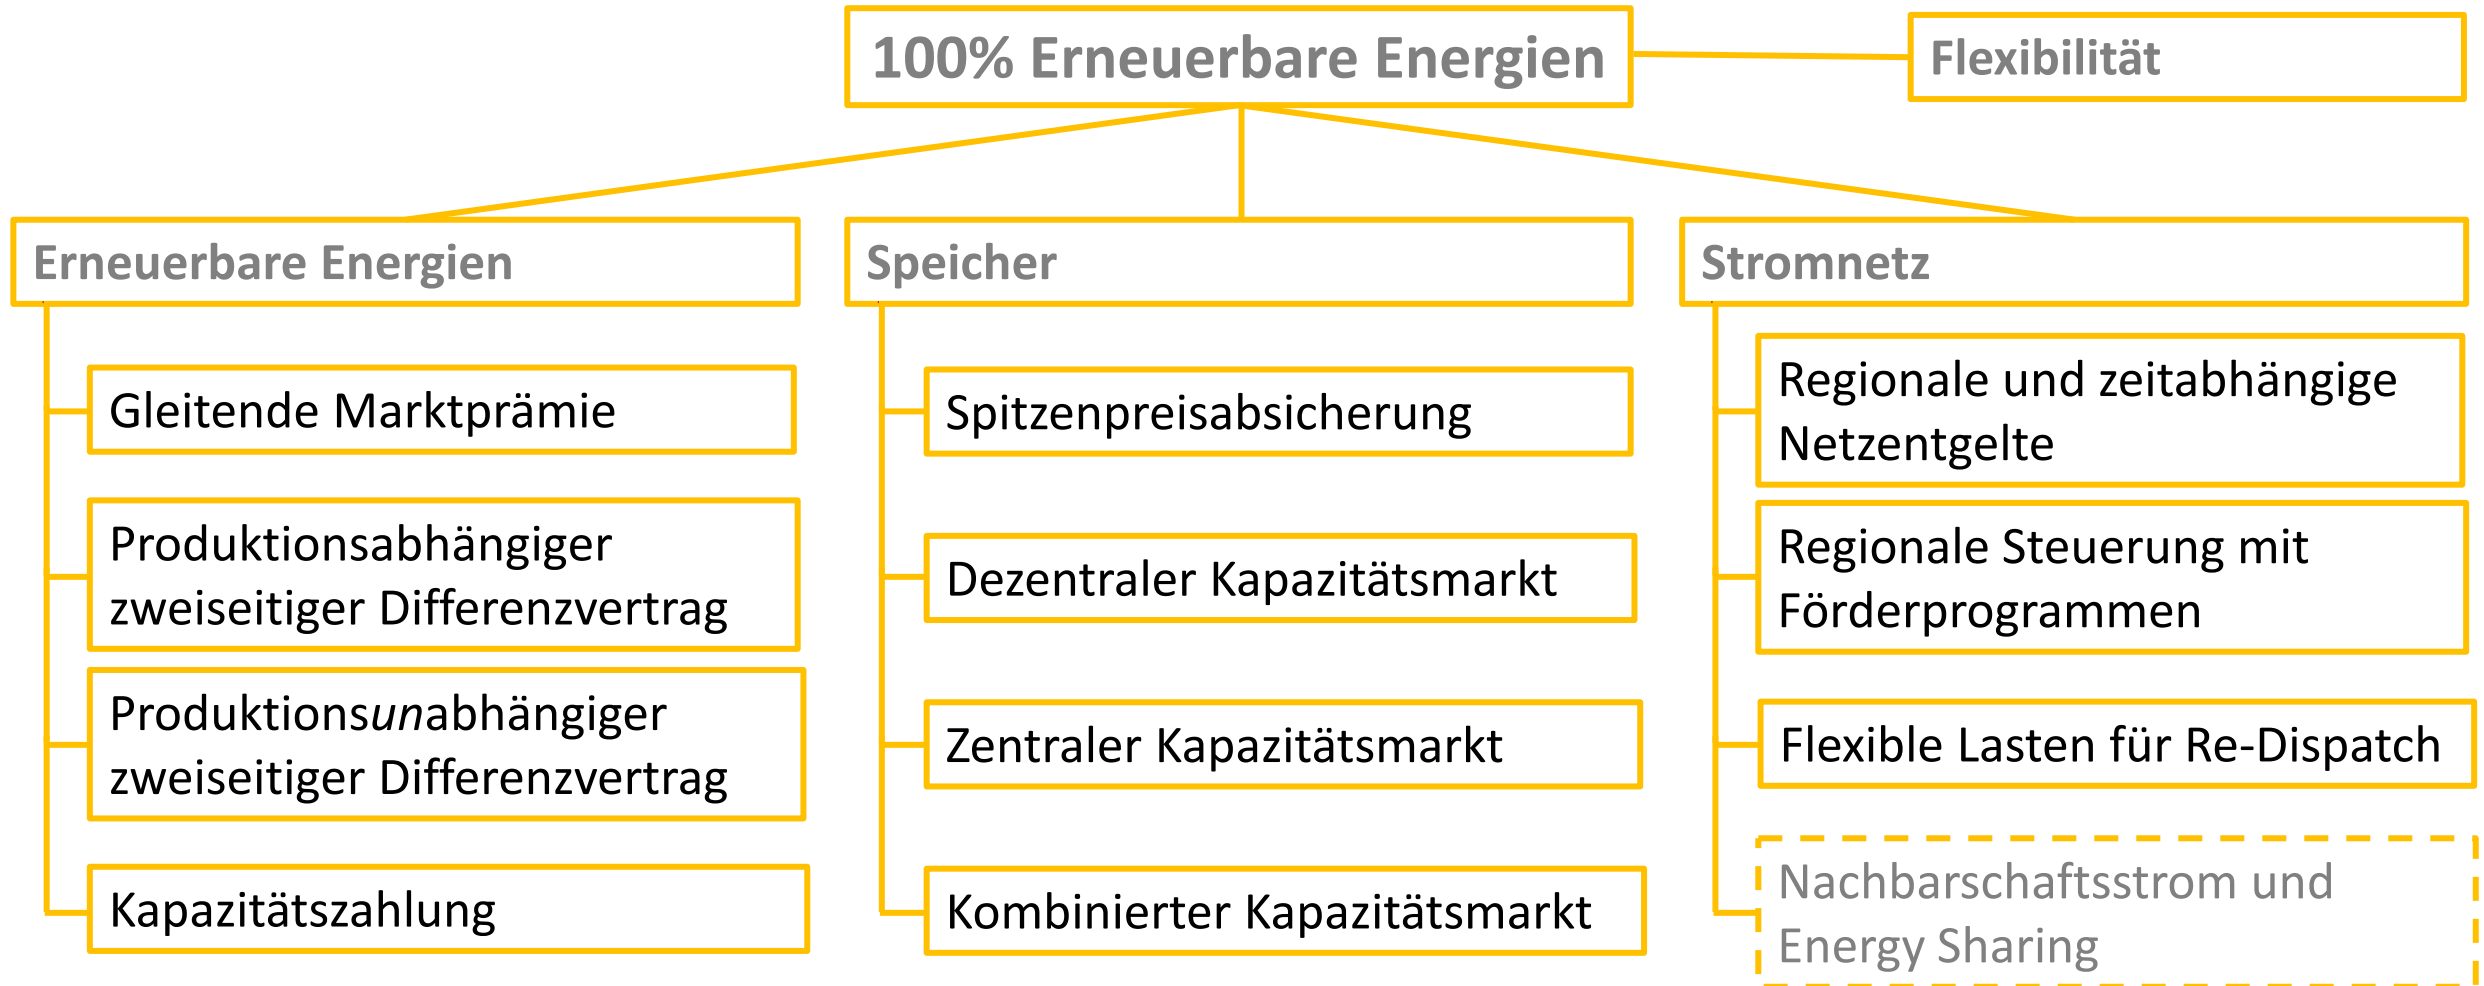 100% Erneuerbare Energien
Flexibilität
Erneuerbare Energien
Gleitende Marktprämie
Produktionsabhängiger
zweiseitiger Differenzvertrag
Produktionsunabhängiger
zweiseitiger Differenzvertrag
Kapazitätszahlung
Speicher
Spitzenpreisabsicherung
Dezentraler Kapazitätsmarkt
Zentraler Kapazitätsmarkt
Kombinierter Kapazitätsmarkt
Stromnetz
Regionale und zeitabhängige
Netzentgelte
Regionale Steuerung mit
Förderprogrammen
Flexible Lasten für Re-Dispatch
Nachbarschaftsstrom und
Energy Sharing